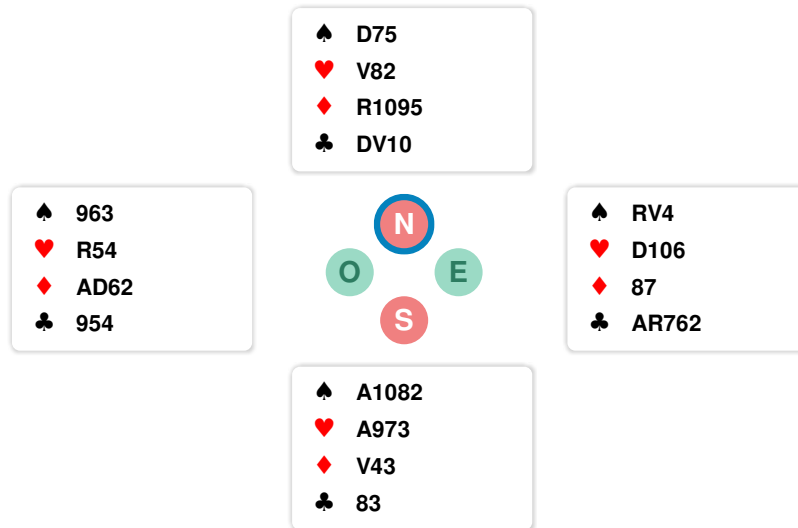 ♠ D75
♥ V82
♦ R1095
♣ DV10
♠ 963
♥ R54
♦ AD62
♣ 954
N
O E
S
♠ RV4
♥ D106
♦ 87
♣ AR762
♠ A1082
♥ A973
♦ V43
♣ 83